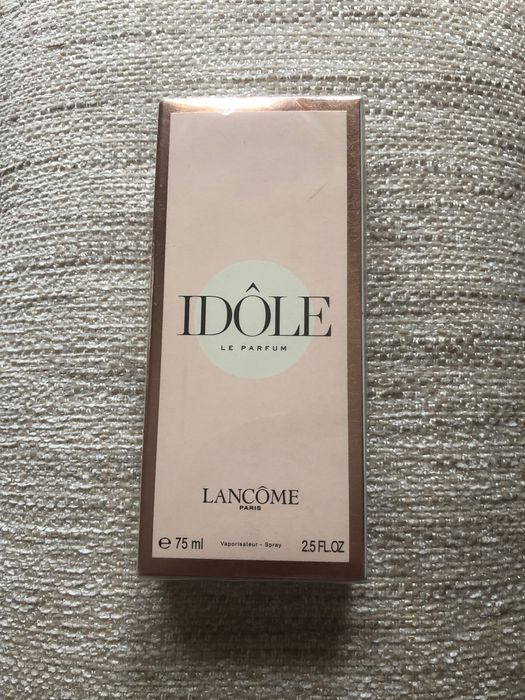 IDÔLE
LE PARFUM
LANCÔME
PARIS
e 75 ml Vaporisateur - Spray 2.5 FL.OZ